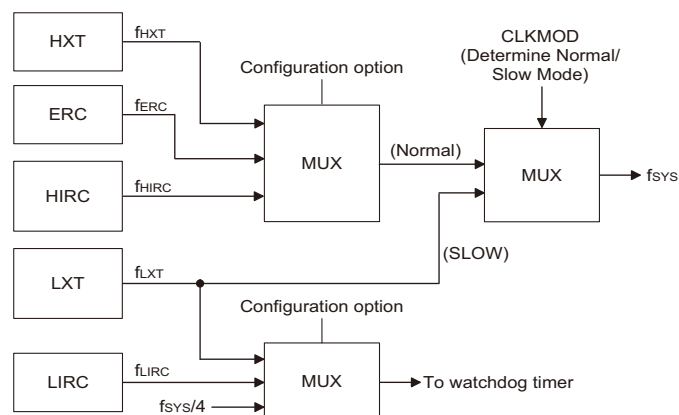 HXT
fHXT
CLKMOD
(Determine Normal/
Slow Mode)
Configuration option
ERC
fERC
MUX
(Normal)
MUX
fSYS
HIRC
fHIRC
LXT
fLXT
(SLOW)
Configuration option
LIRC
fLIRC
MUX
To watchdog timer
fSYS/4